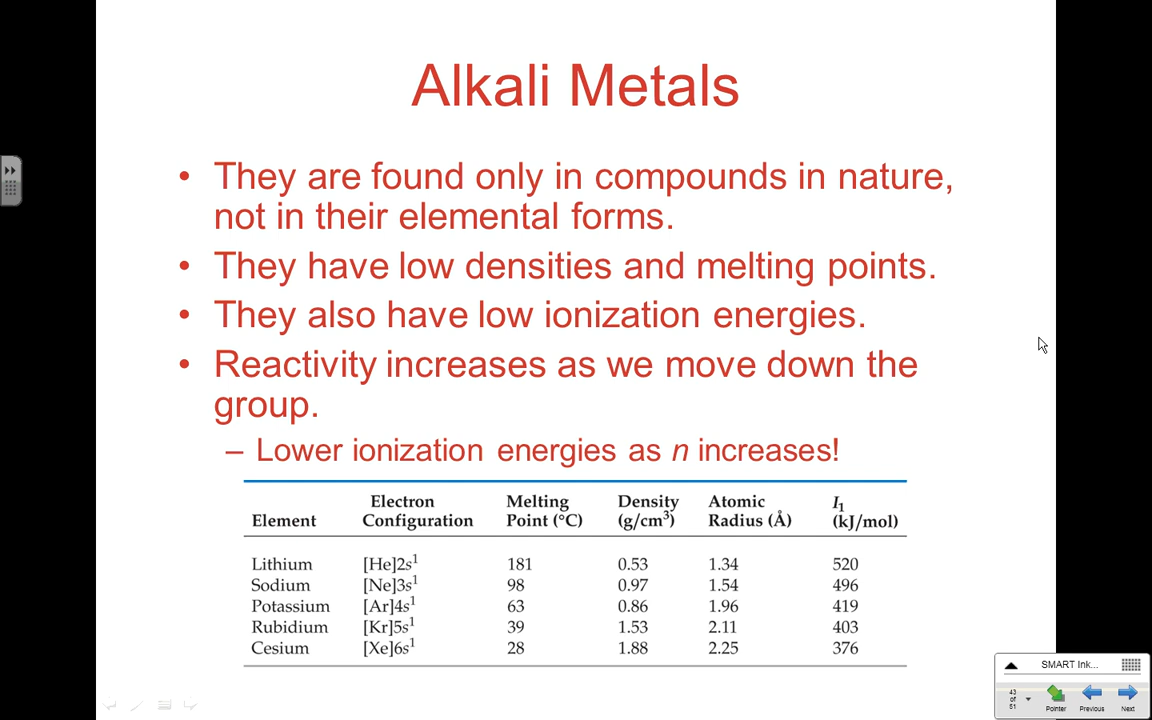 Alkali Metals
• They are found only in compounds in nature,
not in their elemental forms.
• They have low densities and melting points.
• They also have low ionization energies.
• Reactivity increases as we move down the
group.
– Lower ionization energies as n increases!
Element Electron Configuration Melting Point (°C) Density (g/cm³) Atomic Radius (Å) I₁ (kJ/mol)
Lithium [He]2s¹ 181 0.53 1.34 520
Sodium [Ne]3s¹ 98 0.97 1.54 496
Potassium [Ar]4s¹ 63 0.86 1.96 419
Rubidium [Kr]5s¹ 39 1.53 2.11 403
Cesium [Xe]6s¹ 28 1.88 2.25 376
SMART Ink...
43 of 51 Pointer Previous Next